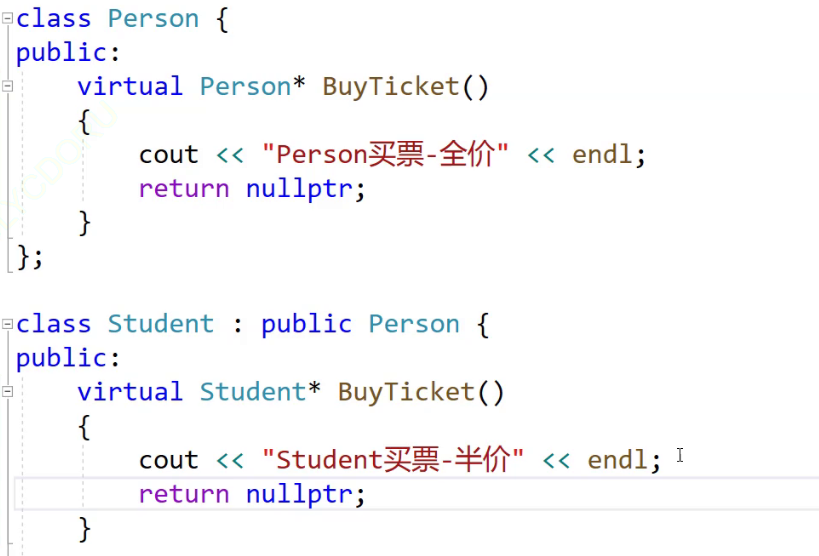 class Person {
public:
    virtual Person* BuyTicket()
    {
        cout << "Person买票-全价" << endl;
        return nullptr;
    }
};
class Student : public Person {
public:
    virtual Student* BuyTicket()
    {
        cout << "Student买票-半价" << endl;
        return nullptr;
    }